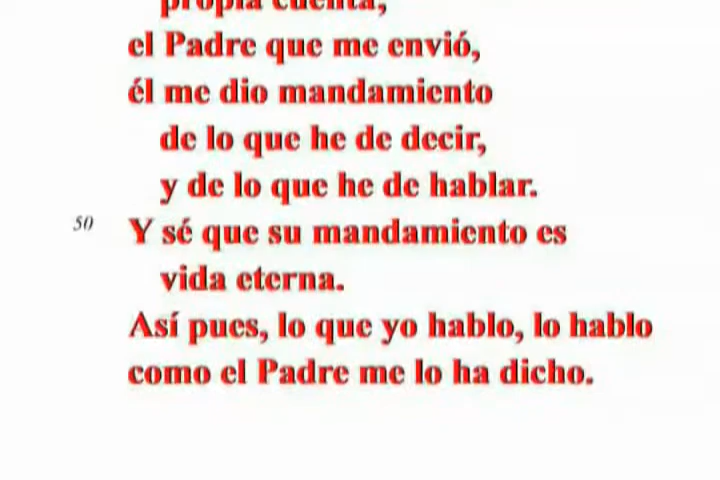 propia cuenta,
el Padre que me envió,
él me dio mandamiento
de lo que he de decir,
y de lo que he de hablar.
50 Y sé que su mandamiento es
vida eterna.
Así pues, lo que yo hablo, lo hablo
como el Padre me lo ha dicho.